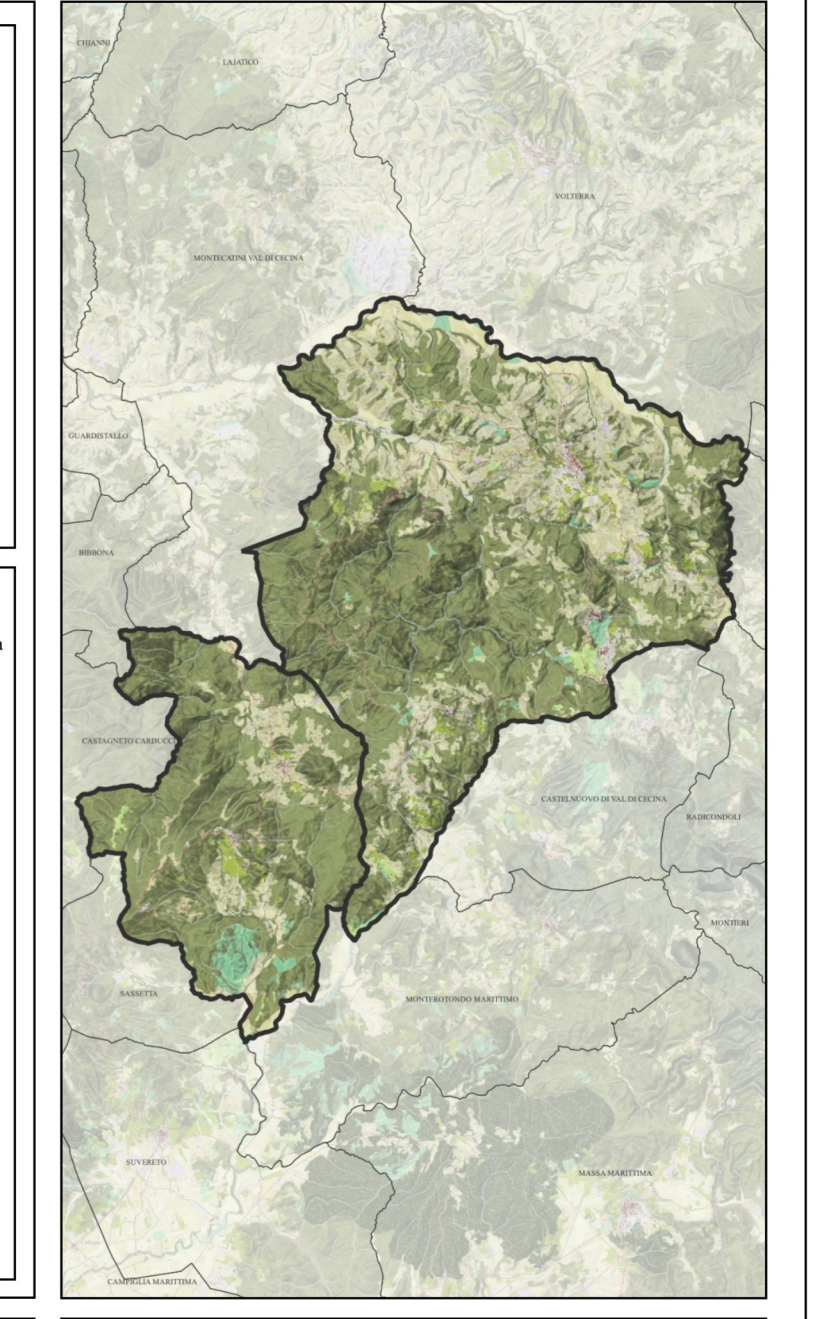 CHIANNI
LAJATICO
VOLTERRA
MONTECATINI VAL DI CECINA
GUARDISTALLO
BIBBONA
CASTAGNETO CARDUCC
CASTELNUOVO DI VAL DI CECINA
RADICONDOLI
MONTIERI
SASSETTA
MONTEROTONDO MARITTIMO
SUVERETO
MASSA MARITTIMA
CAMPIGLIA MARITTIMA